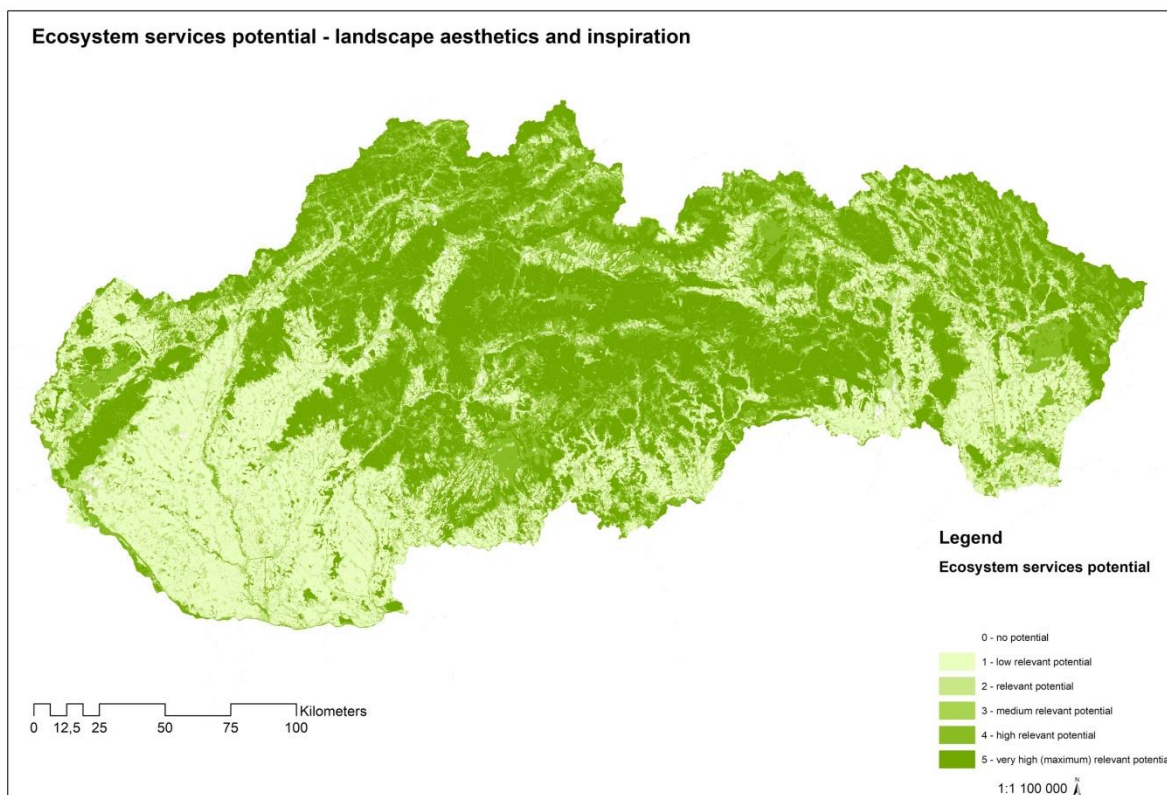 Ecosystem services potential - landscape aesthetics and inspiration
Legend
Ecosystem services potential
0 - no potential
1 - low relevant potential
2 - relevant potential
3 - medium relevant potential
4 - high relevant potential
5 - very high (maximum) relevant potential
Kilometers
0 12,5 25 50 75 100
1:1 100 000 N